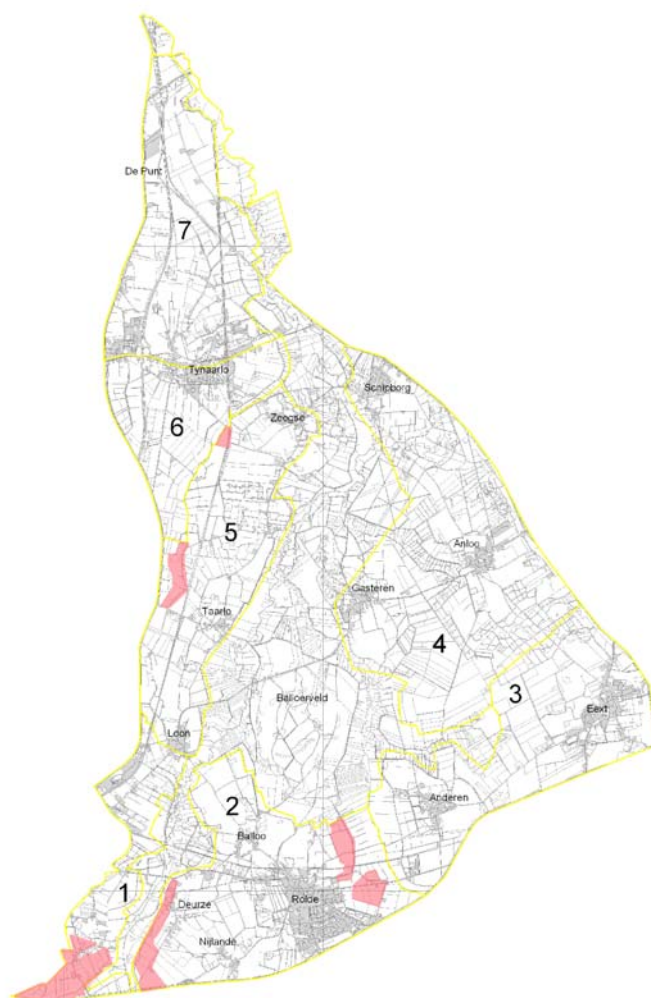 De Punt
7
Tynaarlo
Schipborg
6
Zeegse
5
Anloo
Gasteren
Taarlo
4
3
Balloerveld
Eext
Loon
2
Anderen
Balloo
1
Deurze
Rolde
Nijlande